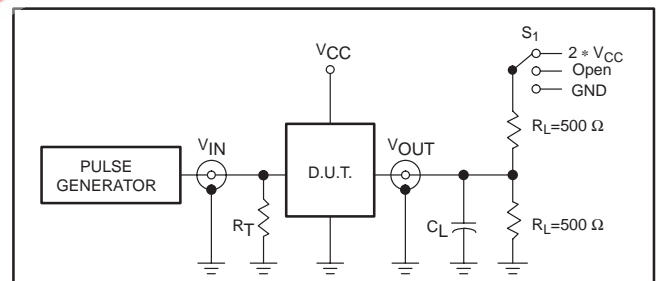 S1
2 * VCC
Open
GND
VCC
RL=500 Ω
VIN
VOUT
PULSE
GENERATOR
D.U.T.
RT
CL
RL=500 Ω